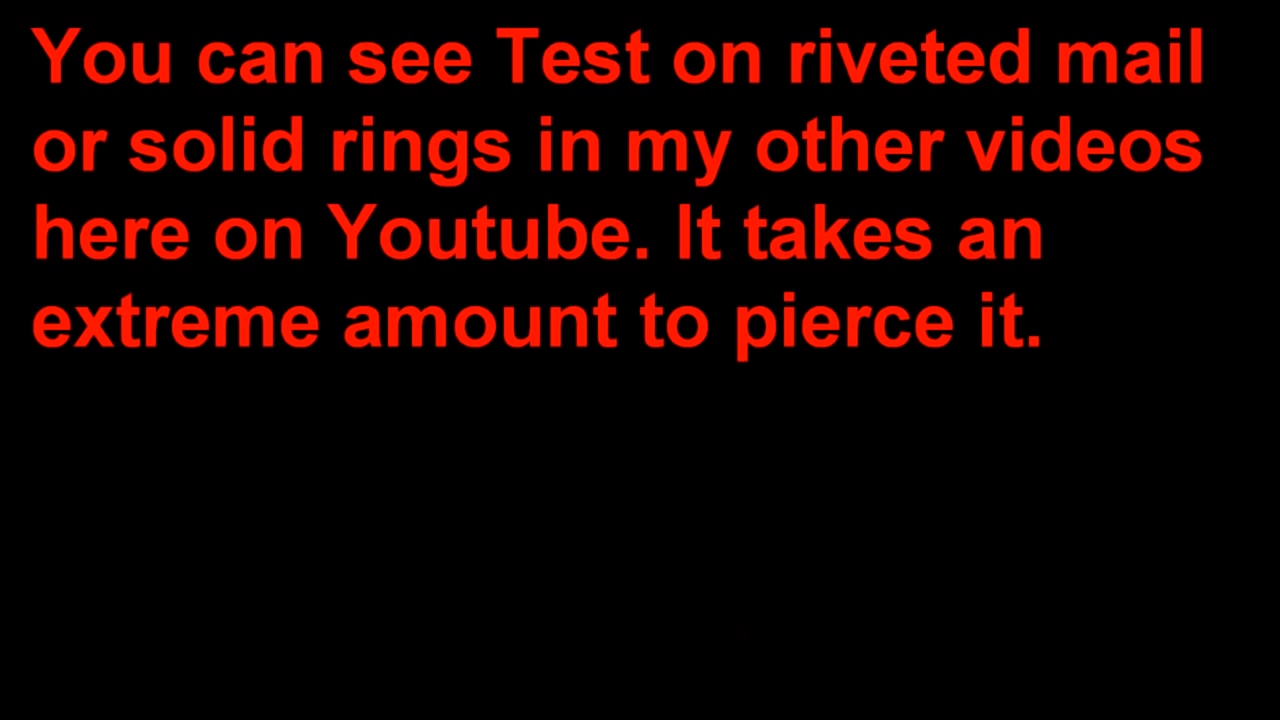 You can see Test on riveted mail
or solid rings in my other videos
here on Youtube. It takes an
extreme amount to pierce it.